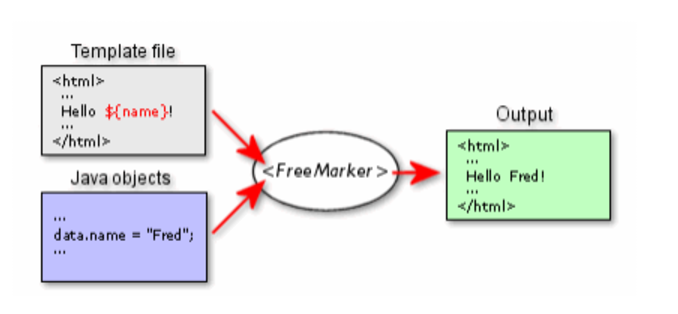 Template file
<html>
...
Hello ${name}!
...
</html>
Java objects
...
data.name = "Fred";
...
<FreeMarker>
Output
<html>
...
Hello Fred!
...
</html>